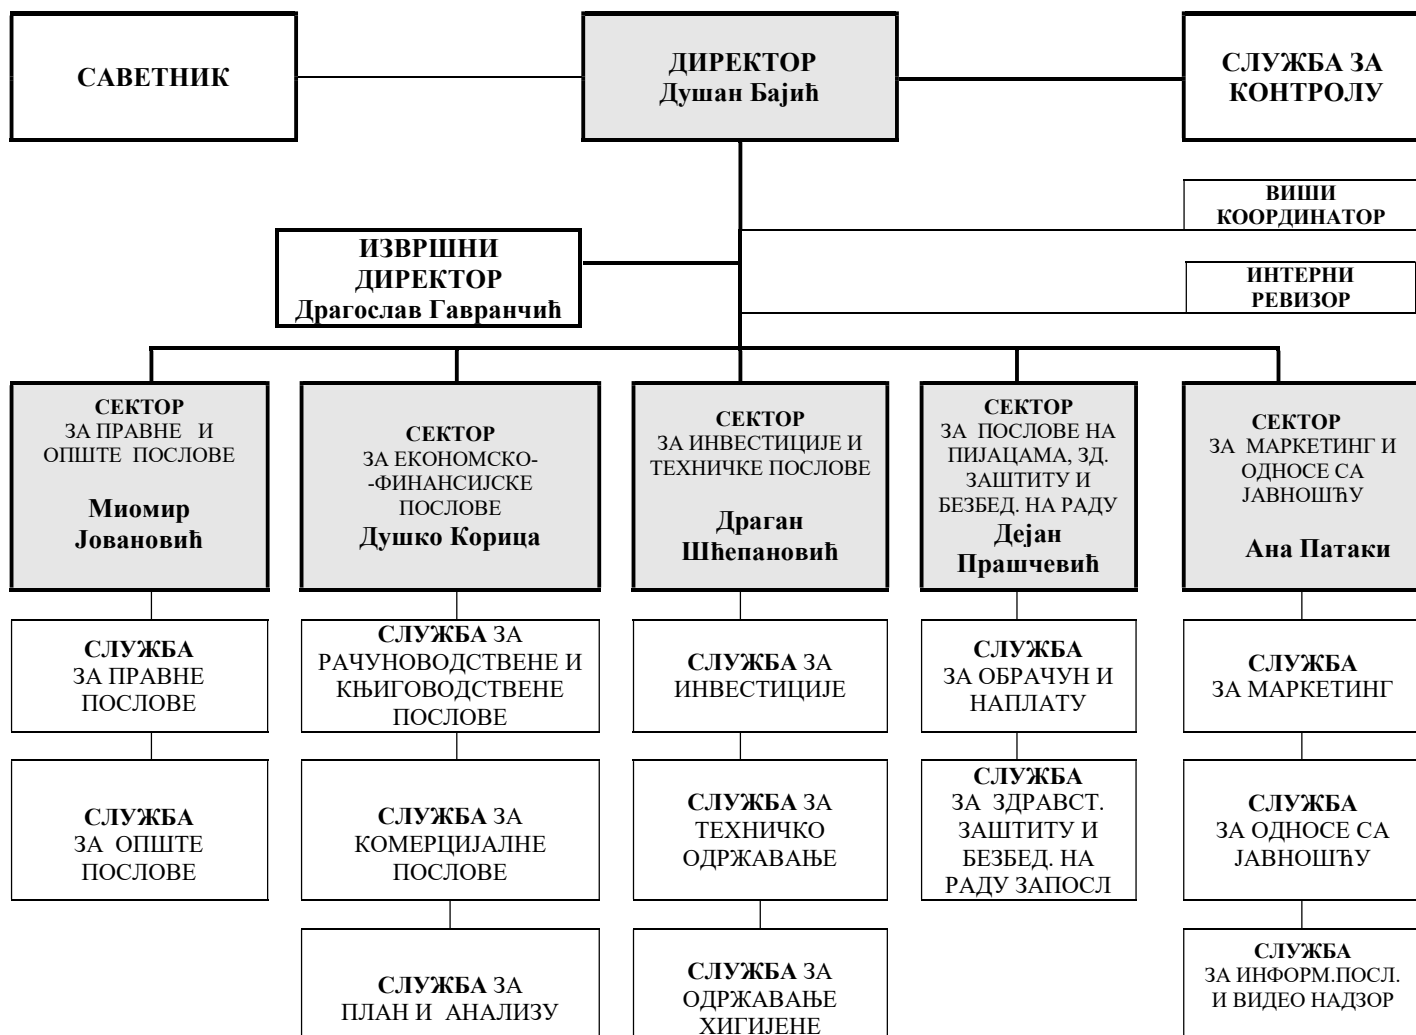 САВЕТНИК
ДИРЕКТОР
Душан Бајић
СЛУЖБА ЗА
КОНТРОЛУ
ВИШИ
КООРДИНАТОР
ИЗВРШНИ
ДИРЕКТОР
Драгослав Гавранчић
ИНТЕРНИ
РЕВИЗОР
СЕКТОР
ЗА ПРАВНЕ И
ОПШТЕ ПОСЛОВЕ
Миомир
Јовановић
СЕКТОР
ЗА ЕКОНОМСКО-
-ФИНАНСИЈСКЕ
ПОСЛОВЕ
Душко Корица
СЕКТОР
ЗА ИНВЕСТИЦИЈЕ И
ТЕХНИЧКЕ ПОСЛОВЕ
Драган
Шћепановић
СЕКТОР
ЗА ПОСЛОВЕ НА
ПИЈАЦАМА, ЗД.
ЗАШТИТУ И
БЕЗБЕД. НА РАДУ
Дејан
Прашчевић
СЕКТОР
ЗА МАРКЕТИНГ И
ОДНОСЕ СА
ЈАВНОШЋУ
Ана Патаки
СЛУЖБА
ЗА ПРАВНЕ
ПОСЛОВЕ
СЛУЖБА ЗА
РАЧУНОВОДСТВЕНЕ И
КЊИГОВОДСТВЕНЕ
ПОСЛОВЕ
СЛУЖБА ЗА
ИНВЕСТИЦИЈЕ
СЛУЖБА
ЗА ОБРАЧУН И
НАПЛАТУ
СЛУЖБА
ЗА МАРКЕТИНГ
СЛУЖБА
ЗА ОПШТЕ
ПОСЛОВЕ
СЛУЖБА ЗА
КОМЕРЦИЈАЛНЕ
ПОСЛОВЕ
СЛУЖБА ЗА
ТЕХНИЧКО
ОДРЖАВАЊЕ
СЛУЖБА
ЗА ЗДРАВСТ.
ЗАШТИТУ И
БЕЗБЕД. НА
РАДУ ЗАПОСЛ
СЛУЖБА
ЗА ОДНОСЕ СА
ЈАВНОШЋУ
СЛУЖБА ЗА
ПЛАН И АНАЛИЗУ
СЛУЖБА ЗА
ОДРЖАВАЊЕ
ХИГИЈЕНЕ
СЛУЖБА
ЗА ИНФОРМ.ПОСЛ.
И ВИДЕО НАДЗОР